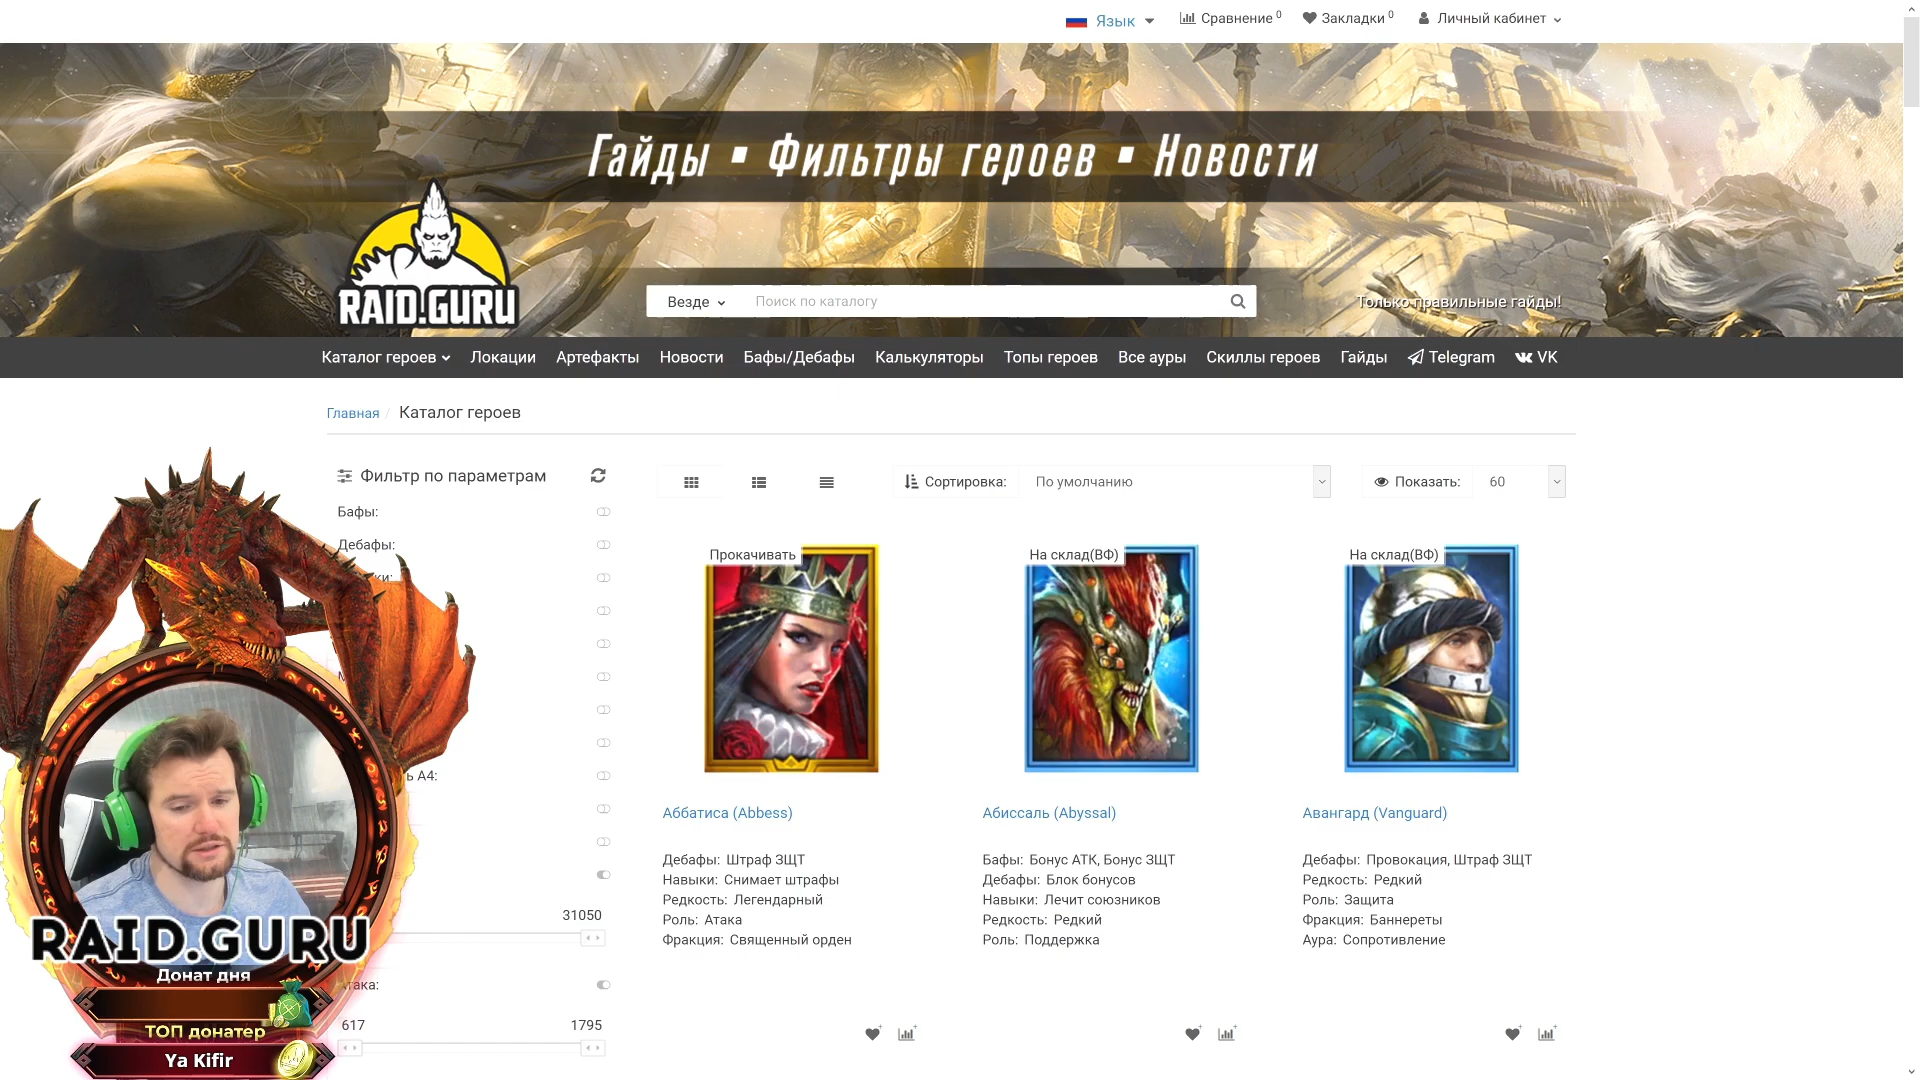 Язык
Сравнение 0
Закладки 0
Личный кабинет
Гайды ▪ Фильтры героев ▪ Новости
RAID.GURU
Везде
Поиск по каталогу
Только правильные гайды!
Каталог героев Локации Артефакты Новости Бафы/Дебафы Калькуляторы Топы героев Все ауры Скиллы героев Гайды Telegram VK
Главная / Каталог героев
Фильтр по параметрам
Сортировка: По умолчанию
Показать: 60
Бафы:
Дебафы:
ки:
ь А4:
31050
така:
617 1795
Прокачивать
Аббатиса (Abbess)
Дебафы: Штраф ЗЩТ
Навыки: Снимает штрафы
Редкость: Легендарный
Роль: Атака
Фракция: Священный орден
На склад(ВФ)
Абиссаль (Abyssal)
Бафы: Бонус АТК, Бонус ЗЩТ
Дебафы: Блок бонусов
Навыки: Лечит союзников
Редкость: Редкий
Роль: Поддержка
На склад(ВФ)
Авангард (Vanguard)
Дебафы: Провокация, Штраф ЗЩТ
Редкость: Редкий
Роль: Защита
Фракция: Баннереты
Аура: Сопротивление
RAID.GURU
Донат дня
ТОП донатер
Ya Kifir